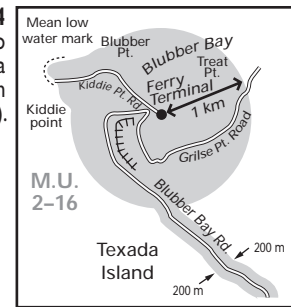 4
o
a
n
).
Mean low
water mark
Blubber
Pt.
Blubber Bay
Treat
Pt.
Ferry
Terminal
1 km
Kiddie Pt. Rd.
Kiddie
point
Grilse Pt. Road
M.U.
2–16
Blubber Bay Rd.
Texada
Island
200 m
200 m